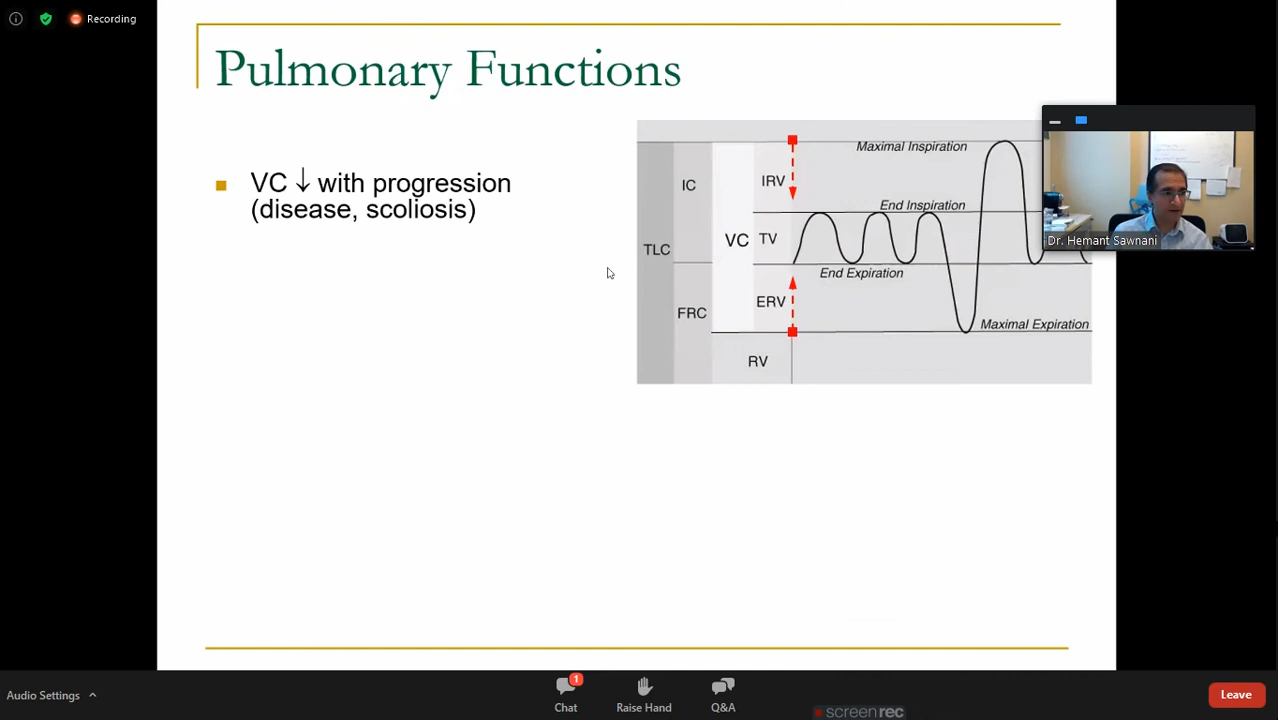 Recording
Pulmonary Functions
VC ↓ with progression
(disease, scoliosis)
Maximal Inspiration
IC
IRV
End Inspiration
TLC
VC
TV
End Expiration
FRC
ERV
Maximal Expiration
RV
Dr. Hemant Sawnani
Audio Settings
1
Chat
Raise Hand
Q&A
Leave
screenrec